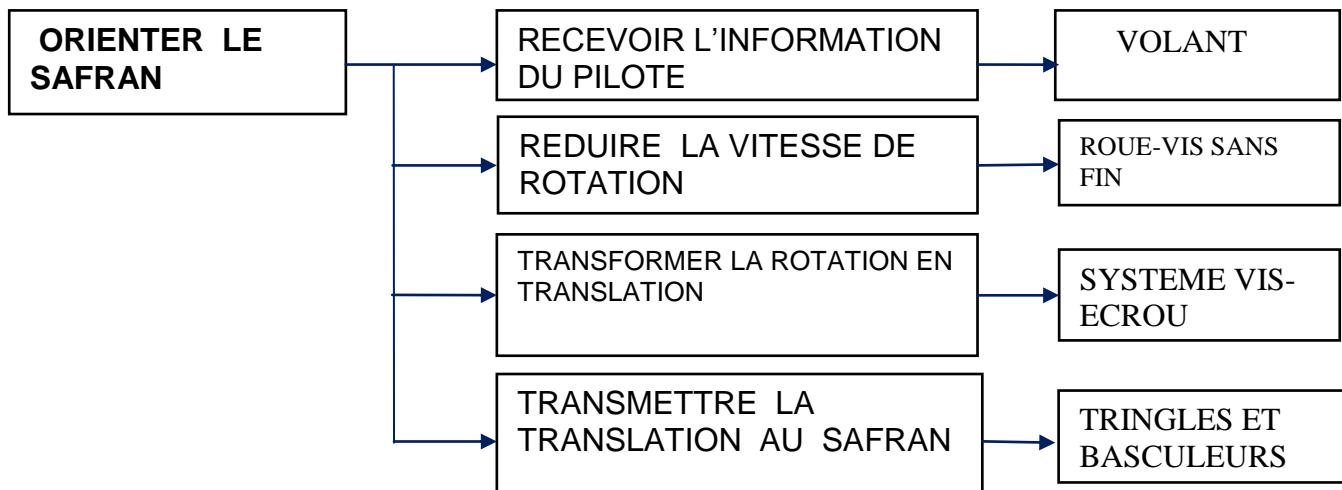 ORIENTER LE
SAFRAN
RECEVOIR L'INFORMATION
DU PILOTE
VOLANT
REDUIRE LA VITESSE DE
ROTATION
ROUE-VIS SANS
FIN
TRANSFORMER LA ROTATION EN
TRANSLATION
SYSTEME VIS-
ECROU
TRANSMETTRE LA
TRANSLATION AU SAFRAN
TRINGLES ET
BASCULEURS